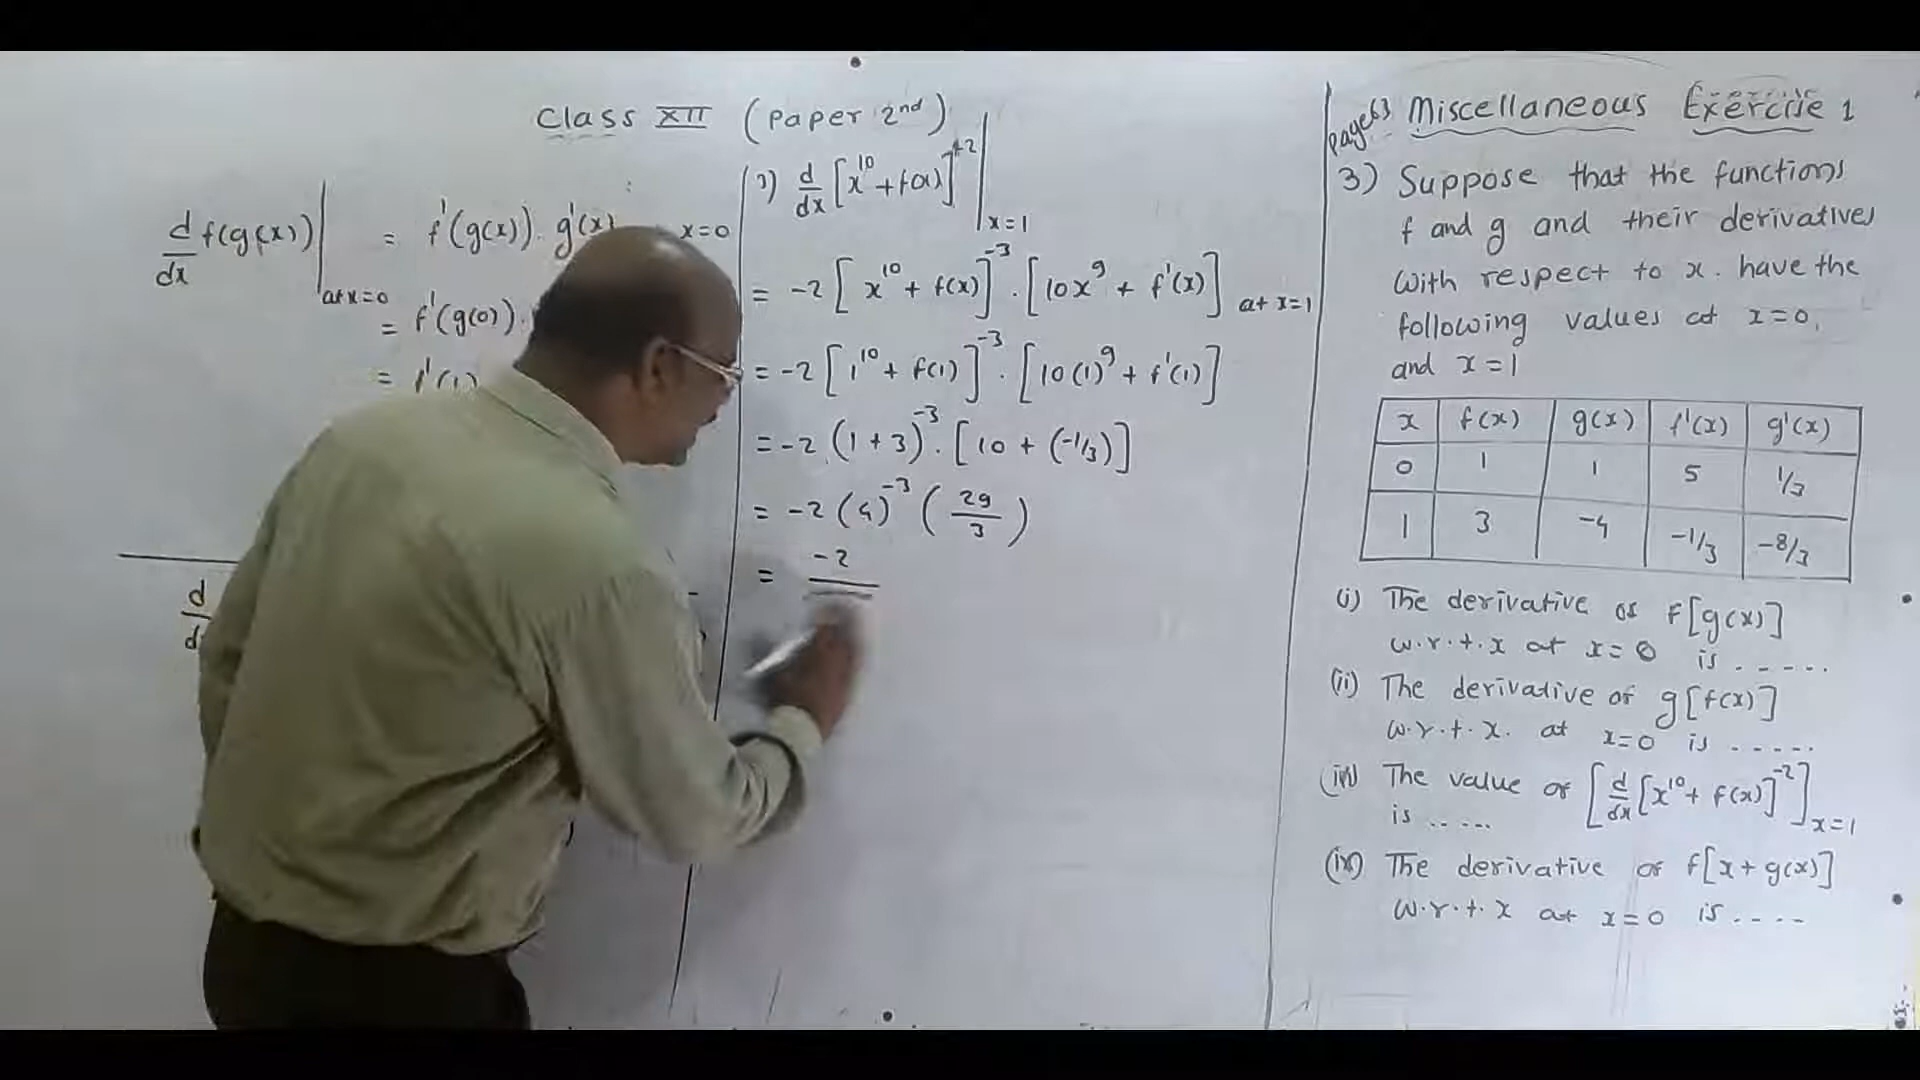 Class XII (Paper 2nd)
d/dx f(g(x)) | at x=0 = f'(g(x)). g'(x) x=0
= f'(g(0)).
= f'(1)
d
3) d/dx [x^10 + f(x)]^-2 | x=1
= -2 [x^10 + f(x)]^-3 . [10x^9 + f'(x)] at x=1
= -2 [1^10 + f(1)]^-3 . [10(1)^9 + f'(1)]
= -2 (1+3)^-3 . [10 + (-1/3)]
= -2 (4)^-3 (29/3)
= -2
Page 63 Miscellaneous Exercise 1
3) Suppose that the functions
f and g and their derivatives
with respect to x. have the
following values at x=0,
and x=1
x f(x) g(x) f'(x) g'(x)
0 1 1 5 1/3
1 3 -4 -1/3 -8/3
(i) The derivative of f[g(x)]
w.r.t.x at x=0 is .....
(ii) The derivative of g[f(x)]
w.r.t.x. at x=0 is .....
(iii) The value of [d/dx [x^10 + f(x)]^-2] x=1
is .....
(iv) The derivative of f[x+g(x)]
w.r.t.x at x=0 is ....